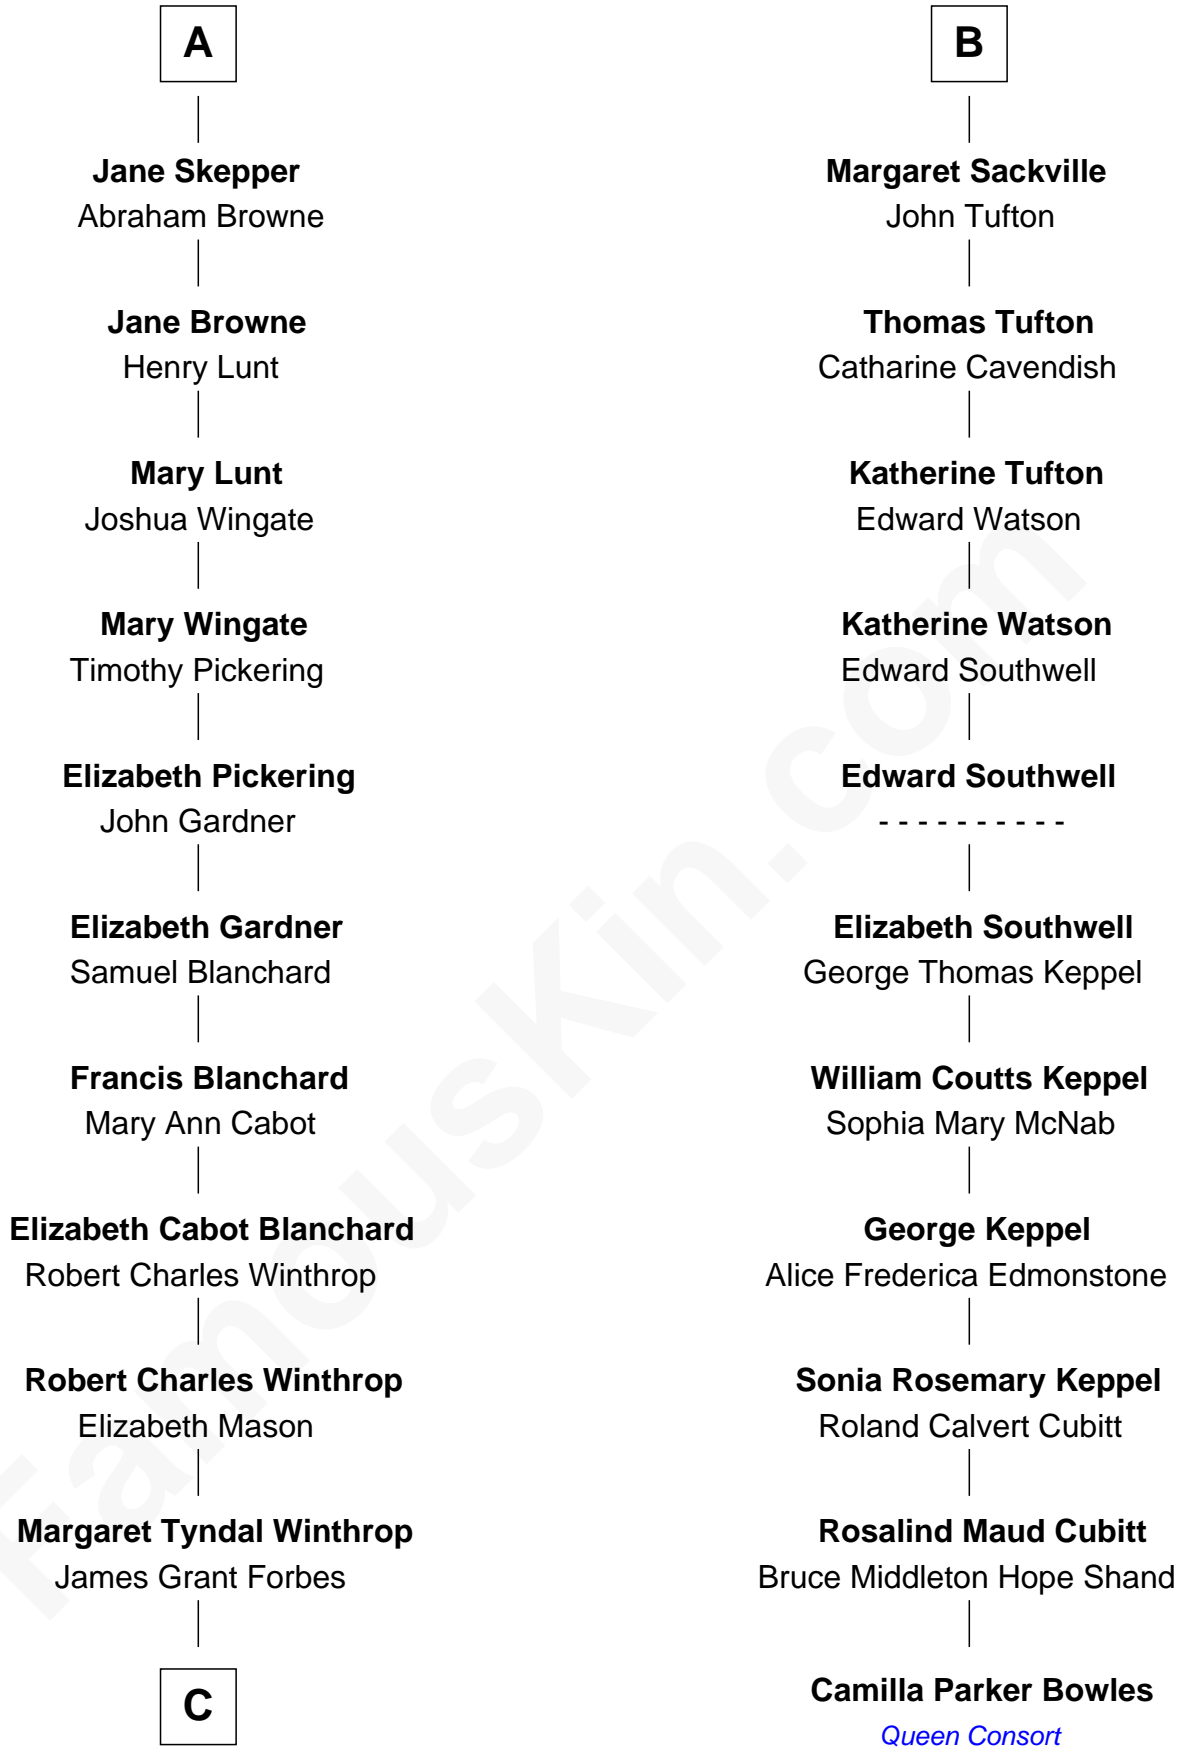 A
Jane Skepper
Abraham Browne
Jane Browne
Henry Lunt
Mary Lunt
Joshua Wingate
Mary Wingate
Timothy Pickering
Elizabeth Pickering
John Gardner
Elizabeth Gardner
Samuel Blanchard
Francis Blanchard
Mary Ann Cabot
Elizabeth Cabot Blanchard
Robert Charles Winthrop
Robert Charles Winthrop
Elizabeth Mason
Margaret Tyndal Winthrop
James Grant Forbes
C
B
Margaret Sackville
John Tufton
Thomas Tufton
Catharine Cavendish
Katherine Tufton
Edward Watson
Katherine Watson
Edward Southwell
Edward Southwell
- - - - - - - - - -
Elizabeth Southwell
George Thomas Keppel
William Coutts Keppel
Sophia Mary McNab
George Keppel
Alice Frederica Edmonstone
Sonia Rosemary Keppel
Roland Calvert Cubitt
Rosalind Maud Cubitt
Bruce Middleton Hope Shand
Camilla Parker Bowles
Queen Consort
FamousKin.com